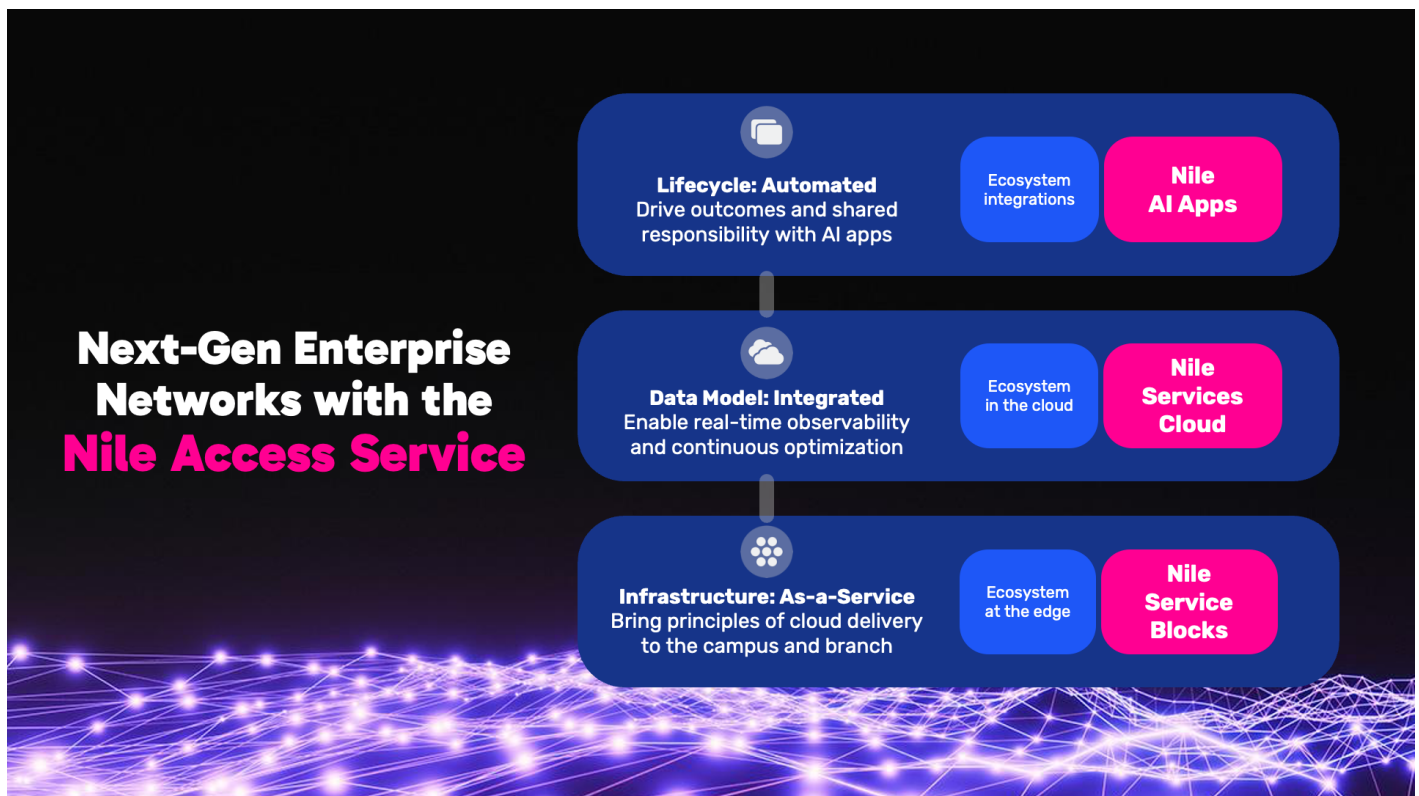 Next-Gen Enterprise
Networks with the
Nile Access Service
Lifecycle: Automated
Drive outcomes and shared
responsibility with AI apps
Ecosystem
integrations
Nile
AI Apps
Data Model: Integrated
Enable real-time observability
and continuous optimization
Ecosystem
in the cloud
Nile
Services
Cloud
Infrastructure: As-a-Service
Bring principles of cloud delivery
to the campus and branch
Ecosystem
at the edge
Nile
Service
Blocks